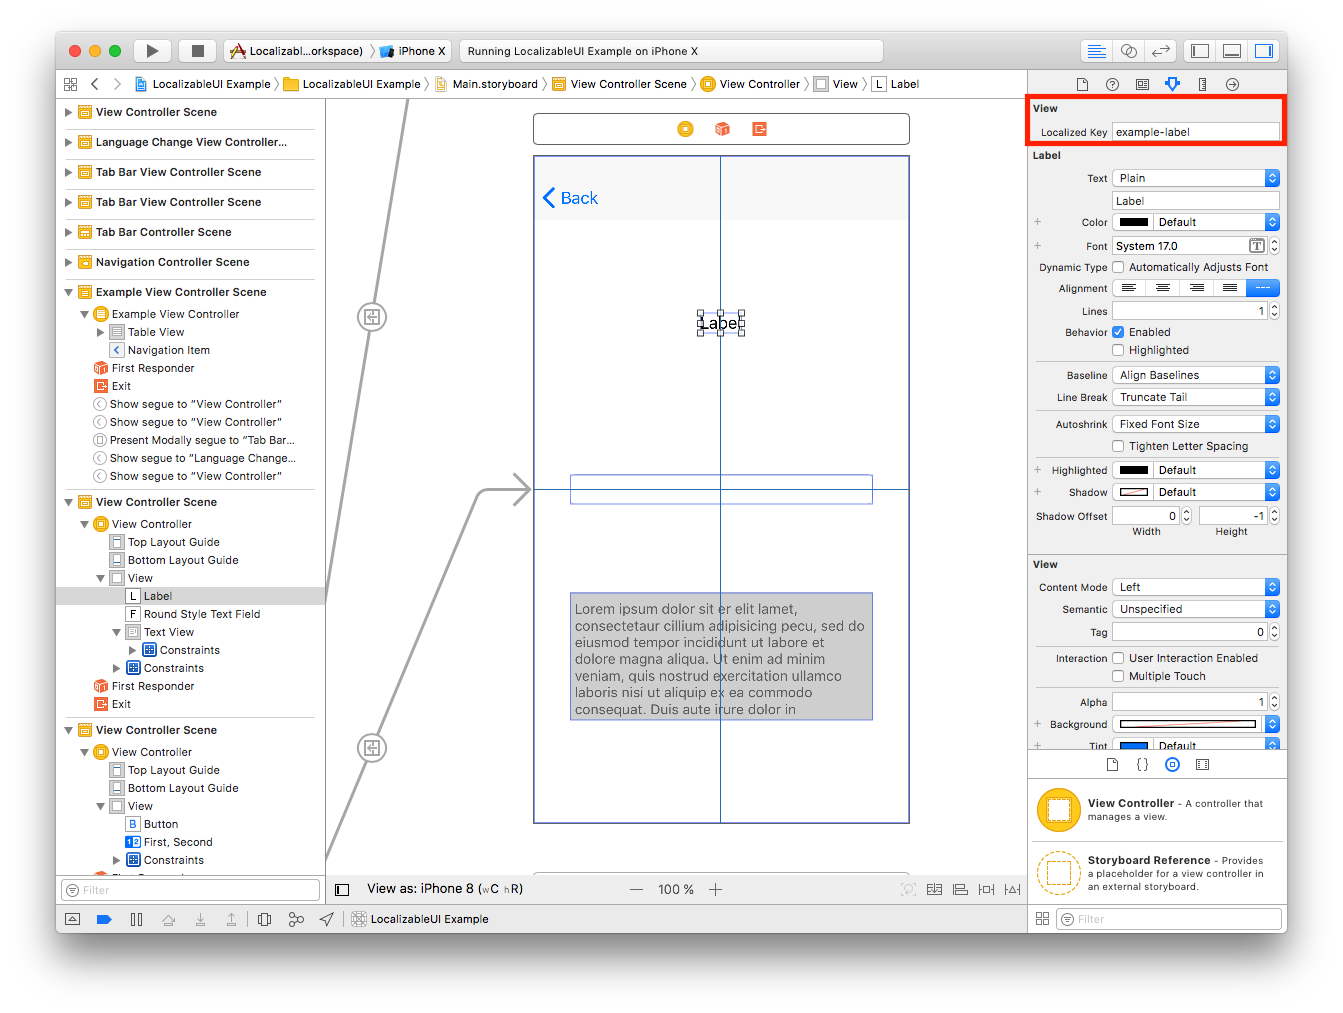 Localizabl...orkspace) iPhone X
Running LocalizableUI Example on iPhone X
LocalizableUI Example LocalizableUI Example Main.storyboard View Controller Scene View Controller View L Label
View Controller Scene
Language Change View Controller...
Tab Bar View Controller Scene
Tab Bar View Controller Scene
Tab Bar Controller Scene
Navigation Controller Scene
Example View Controller Scene
Example View Controller
Table View
Navigation Item
First Responder
Exit
Show segue to "View Controller"
Show segue to "View Controller"
Present Modally segue to "Tab Bar...
Show segue to "Language Change...
Show segue to "View Controller"
View Controller Scene
View Controller
Top Layout Guide
Bottom Layout Guide
View
L Label
F Round Style Text Field
Text View
Constraints
Constraints
First Responder
Exit
View Controller Scene
View Controller
Top Layout Guide
Bottom Layout Guide
View
B Button
1 2 First, Second
Constraints
Filter
Back
Label
Lorem ipsum dolor sit er elit lamet,
consectetaur cillium adipisicing pecu, sed do
eiusmod tempor incididunt ut labore et
dolore magna aliqua. Ut enim ad minim
veniam, quis nostrud exercitation ullamco
laboris nisi ut aliquip ex ea commodo
consequat. Duis aute irure dolor in
View as: iPhone 8 (wC hR)
100 %
LocalizableUI Example
View
Localized Key example-label
Label
Text Plain
Label
Color Default
Font System 17.0
Dynamic Type Automatically Adjusts Font
Alignment
Lines 1
Behavior Enabled
Highlighted
Baseline Align Baselines
Line Break Truncate Tail
Autoshrink Fixed Font Size
Tighten Letter Spacing
Highlighted Default
Shadow Default
Shadow Offset 0 -1
Width Height
View
Content Mode Left
Semantic Unspecified
Tag 0
Interaction User Interaction Enabled
Multiple Touch
Alpha 1
Background
Tint Default
View Controller - A controller that
manages a view.
Storyboard Reference - Provides
a placeholder for a view controller in
an external storyboard.
Filter